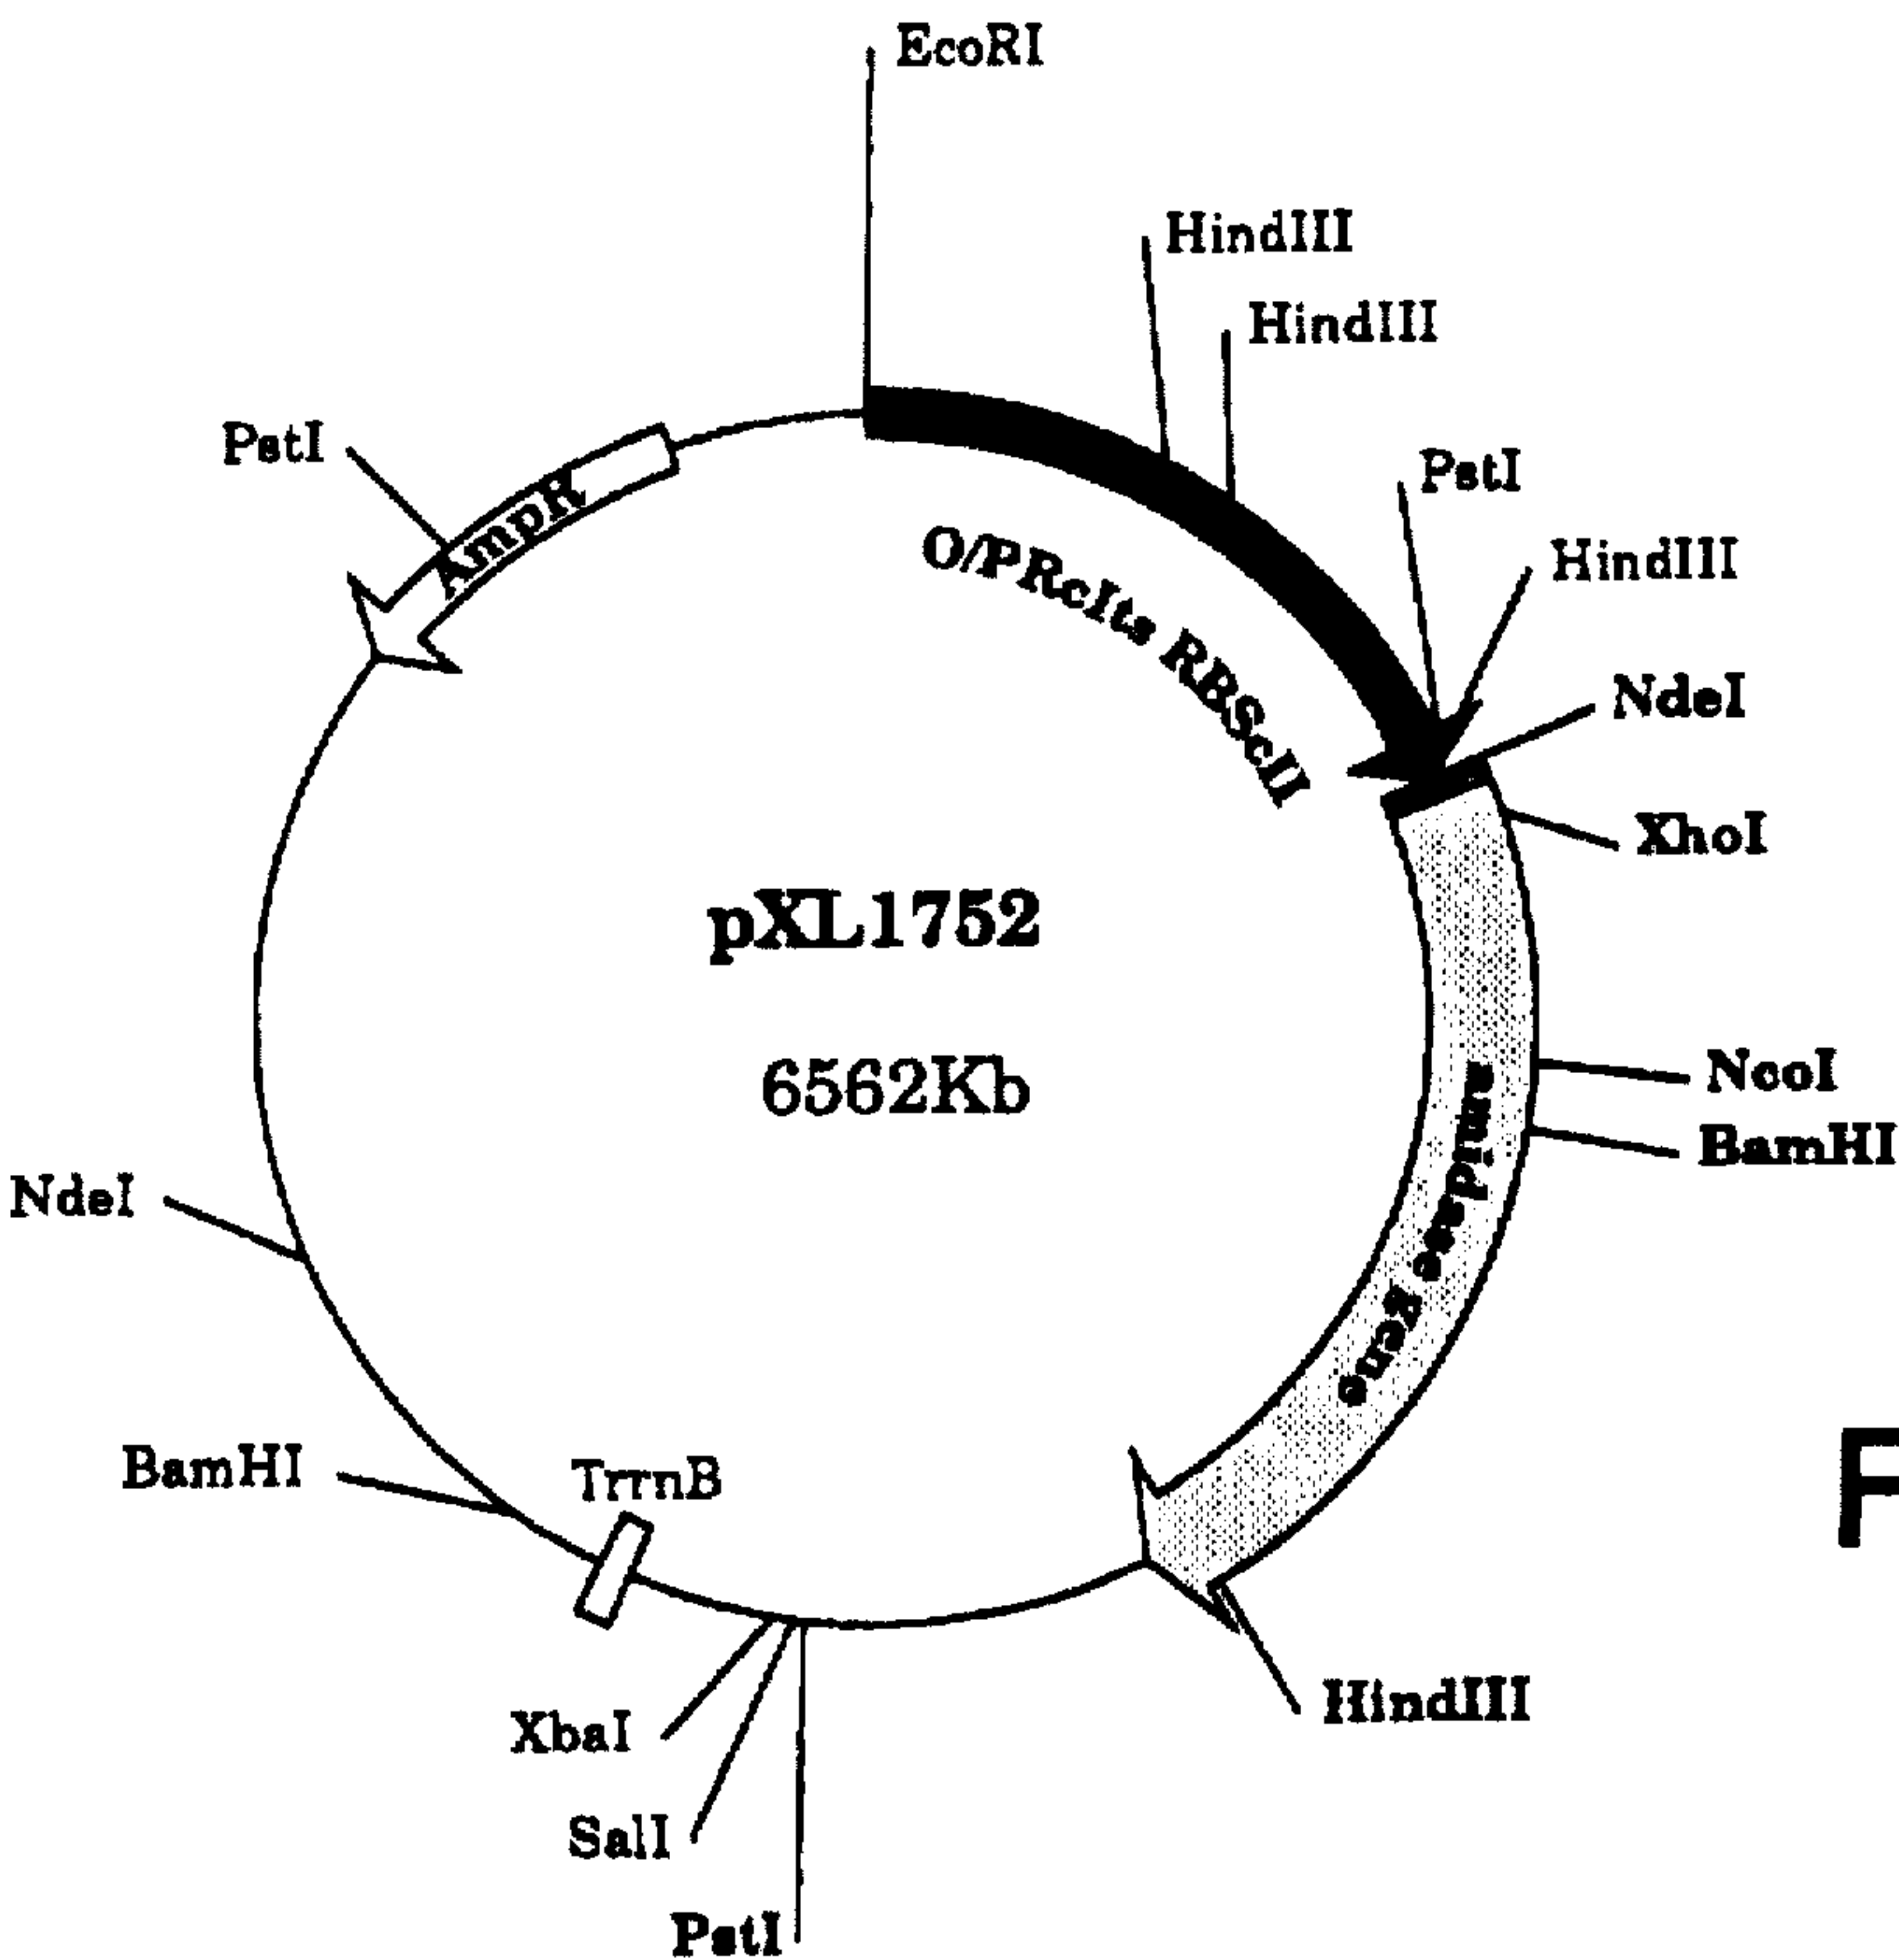 EcoRI
HindIII
HindIII
PstI
PstI
AmpR
O/PRcIts RBScII
HindIII
NdeI
XhoI
pXL1752
6562Kb
NcoI
BamHI
NdeI
gene
BamHI
TrrnB
HindIII
XbaI
SalI
PstI
F